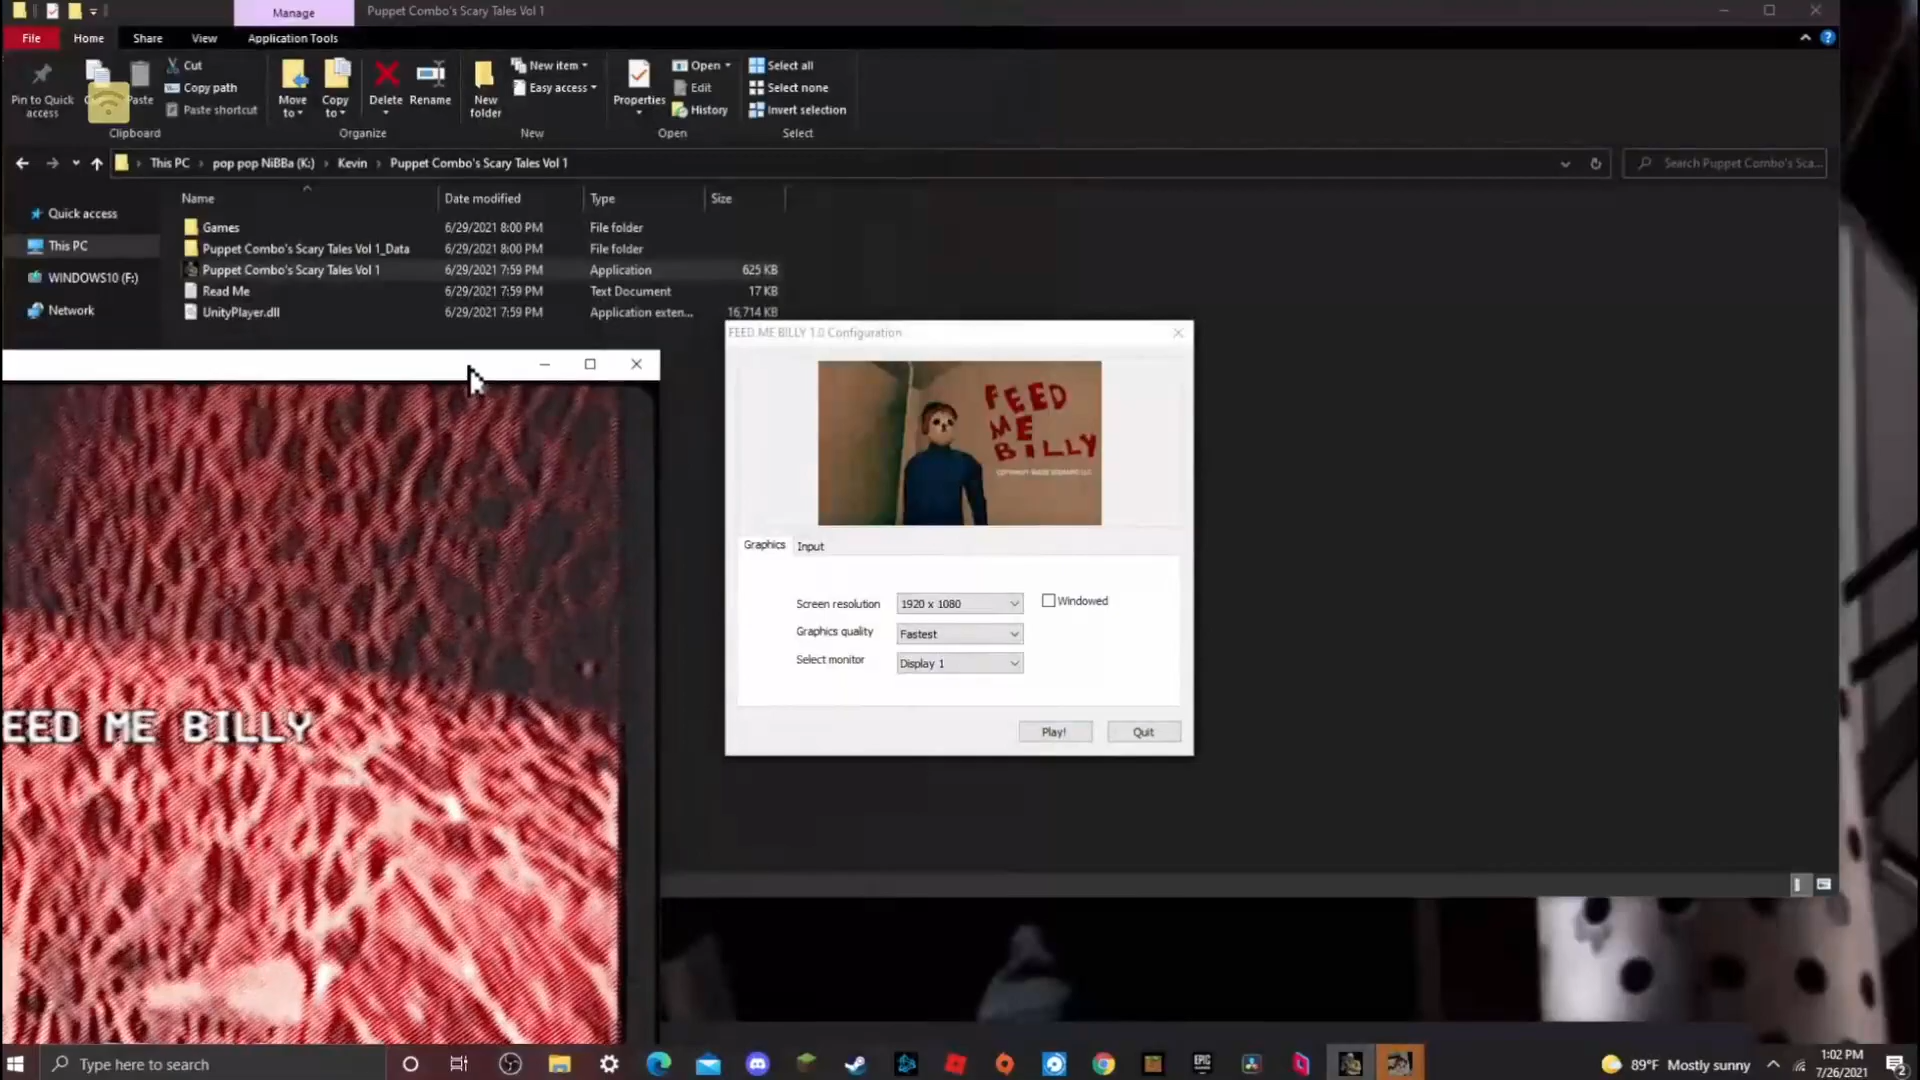 Manage
Puppet Combo's Scary Tales Vol 1
File
Home
Share
View
Application Tools
Pin to Quick access
Paste
Cut
Copy path
Paste shortcut
Clipboard
Move to
Copy to
Delete
Rename
Organize
New folder
New item
Easy access
New
Properties
Open
Edit
History
Open
Select all
Select none
Invert selection
Select
This PC
pop pop NiBBa (K:)
Kevin
Puppet Combo's Scary Tales Vol 1
Search Puppet Combo's Sca...
Name
Date modified
Type
Size
Quick access
This PC
WINDOWS10 (F:)
Network
Games 6/29/2021 8:00 PM File folder
Puppet Combo's Scary Tales Vol 1_Data 6/29/2021 8:00 PM File folder
Puppet Combo's Scary Tales Vol 1 6/29/2021 7:59 PM Application 625 KB
Read Me 6/29/2021 7:59 PM Text Document 17 KB
UnityPlayer.dll 6/29/2021 7:59 PM Application exten... 16,714 KB
FEED ME BILLY 1.0 Configuration
FEED
ME
BILLY
Graphics
Input
Screen resolution 1920 x 1080
Windowed
Graphics quality Fastest
Select monitor Display 1
Play!
Quit
EED ME BILLY
Type here to search
EPIC
89°F Mostly sunny
1:02 PM
7/26/2021
2